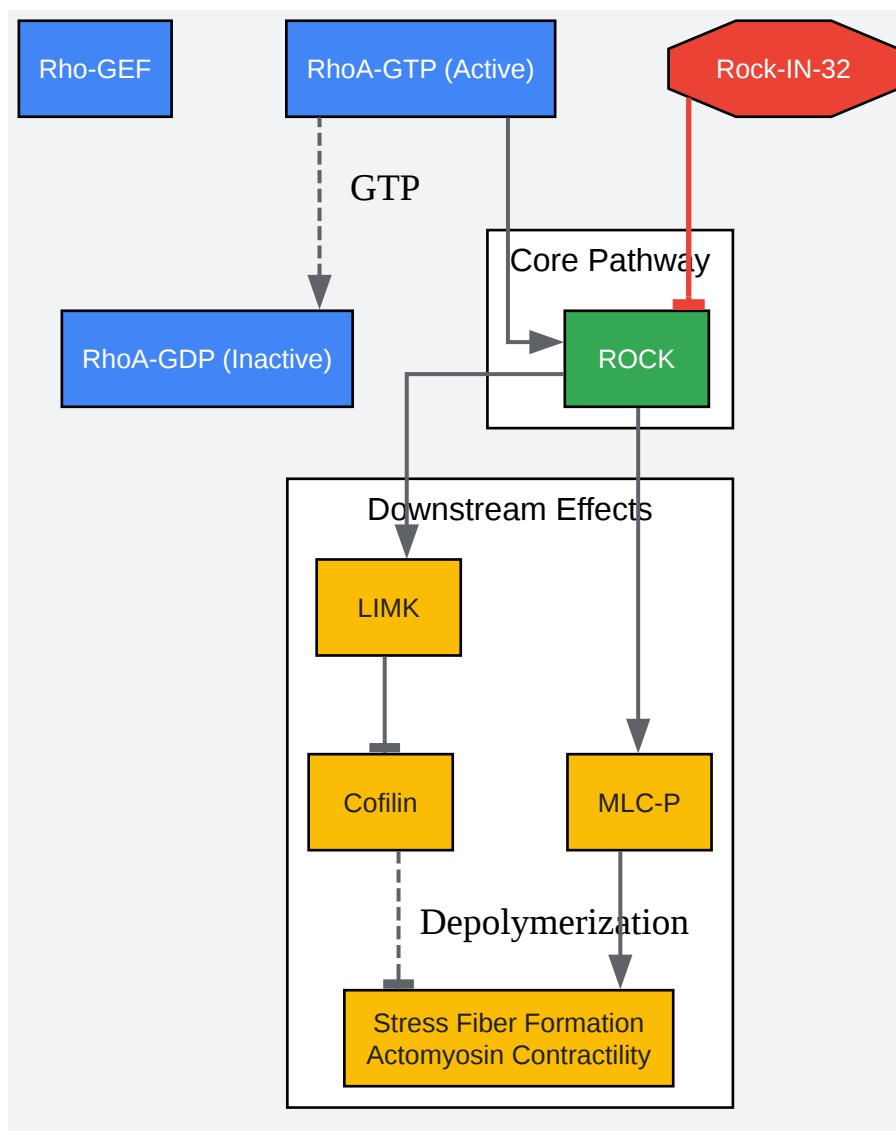 Rho-GEF
RhoA-GTP (Active)
Rock-IN-32
GTP
Core Pathway
RhoA-GDP (Inactive)
ROCK
Downstream Effects
LIMK
Cofilin
MLC-P
Depolymerization
Stress Fiber Formation
Actomyosin Contractility